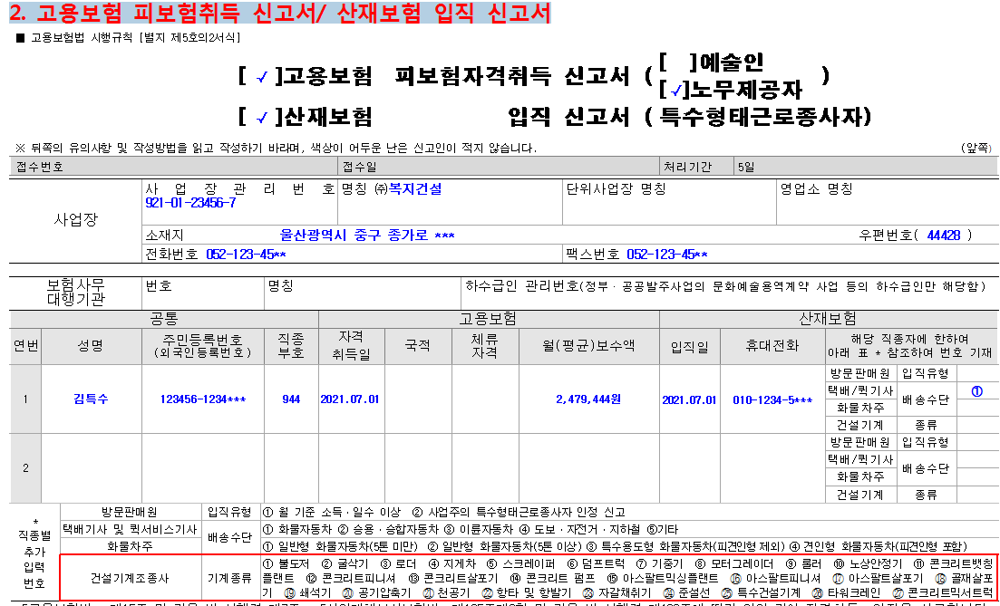 2. 고용보험 피보험취득 신고서/ 산재보험 입직 신고서
■ 고용보험법 시행규칙 [별지 제5호의2서식]
[ √ ]고용보험 피보험자격취득 신고서 ( [ ]예술인
[√]노무제공자 )
[ √ ]산재보험 입직 신고서 ( 특수형태근로종사자)
※ 뒤쪽의 유의사항 및 작성방법을 읽고 작성하기 바라며, 색상이 어두운 난은 신고인이 적지 않습니다. (앞쪽)
접수번호 접수일 처리기간 5일
사업장
사업장관리번호 명칭 ㈜복지건설 단위사업장 명칭 영업소 명칭
921-01-23456-7
소재지 울산광역시 중구 종가로 *** 우편번호( 44428 )
전화번호 052-123-45** 팩스번호 052-123-45**
보험사무
대행기관
번호 명칭 하수급인 관리번호(정부·공공발주사업의 문화예술용역계약 사업 등의 하수급인만 해당함)
공통 고용보험 산재보험
연번 성명 주민등록번호
(외국인등록번호) 직종
부호 자격
취득일 국적 체류
자격 월(평균)보수액 입직일 휴대전화 해당 직종자에 한하여
아래 표 * 참조하여 번호 기재
1 김특수 123456-1234*** 944 2021.07.01 2,479,444원 2021.07.01 010-1234-5***
방문판매원 입직유형
택배/퀵기사 배송수단 ①
화물차주
건설기계 종류
2
방문판매원 입직유형
택배/퀵기사 배송수단
화물차주
건설기계 종류
*
직종별
추가
입력
번호
방문판매원 입직유형 ① 월 기준 소득·일수 이상 ② 사업주의 특수형태근로종사자 인정 신고
택배기사 및 퀵서비스기사 배송수단 ① 화물자동차 ② 승용·승합자동차 ③ 이륜자동차 ④ 도보·자전거·지하철 ⑤기타
화물차주 ① 일반형 화물자동차(5톤 미만) ② 일반형 화물자동차(5톤 이상) ③ 특수용도형 화물자동차(피견인형 제외) ④ 견인형 화물자동차(피견인형 포함)
건설기계조종사 기계종류 ① 불도저 ② 굴삭기 ③ 로더 ④ 지게차 ⑤ 스크레이퍼 ⑥ 덤프트럭 ⑦ 기중기 ⑧ 모터그레이더 ⑨ 롤러 ⑩ 노상안정기 ⑪ 콘크리트뱃칭
플랜트 ⑫ 콘크리트피니셔 ⑬ 콘크리트살포기 ⑭ 콘크리트 펌프 ⑮ 아스팔트믹싱플랜트 ⑯ 아스팔트피니셔 ⑰ 아스팔트살포기 ⑱ 골재살포
기 ⑲ 쇄석기 ⑳ 공기압축기 ㉑ 천공기 ㉒ 항타 및 항발기 ㉓ 자갈채취기 ㉔ 준설선 ㉕ 특수건설기계 ㉖ 타워크레인 ㉗ 콘크리트믹서트럭